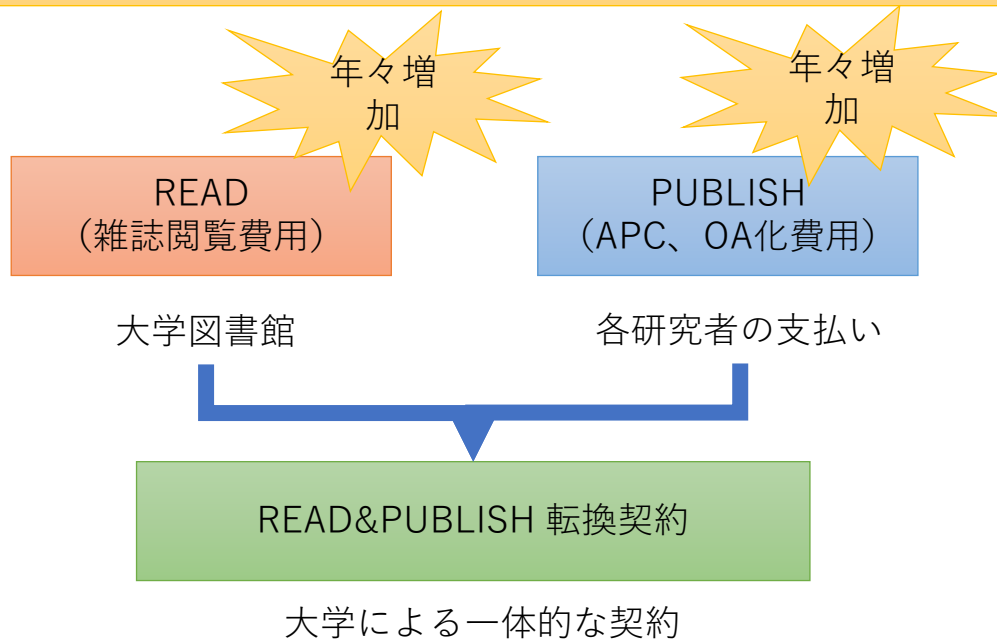 年々増
加
年々増
加
READ
（雑誌閲覧費用）
PUBLISH
（APC、OA化費用）
大学図書館
各研究者の支払い
READ&PUBLISH 転換契約
大学による一体的な契約